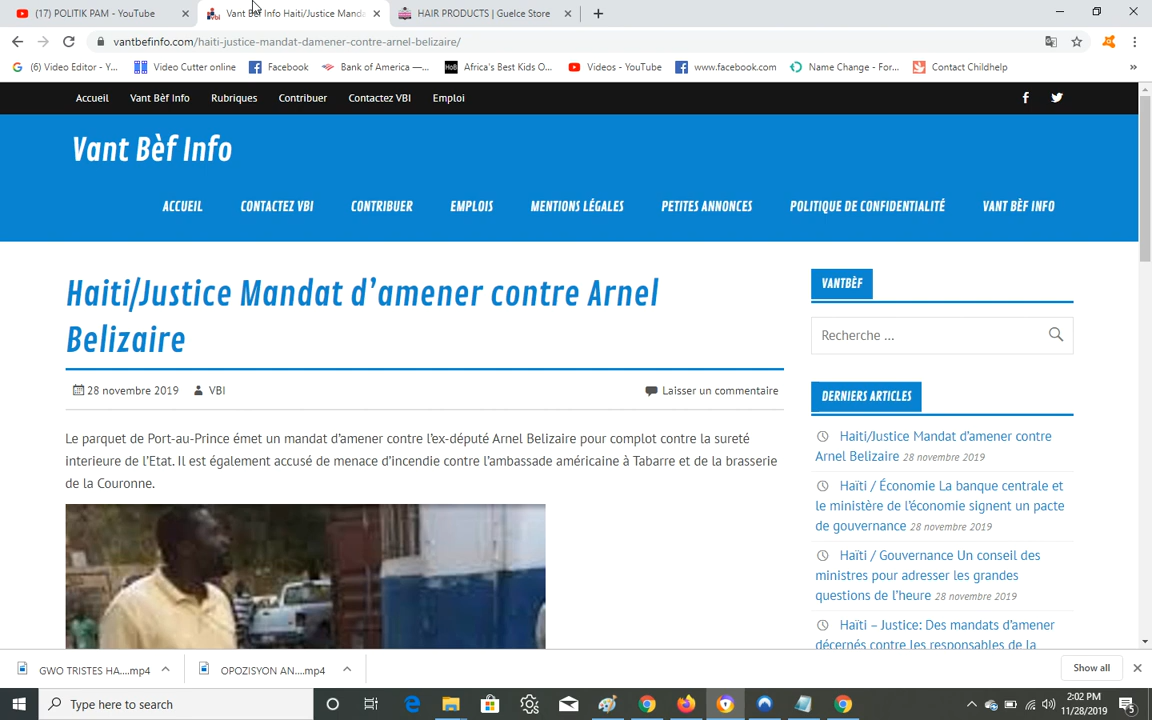 (17) POLITIK PAM - YouTube
Vant Bèf Info Haiti/Justice Manda
HAIR PRODUCTS | Guelce Store
vantbefinfo.com/haiti-justice-mandat-damener-contre-arnel-belizaire/
(6) Video Editor - Y...
Video Cutter online
Facebook
Bank of America —...
Africa's Best Kids O...
Videos - YouTube
www.facebook.com
Name Change - For...
Contact Childhelp
»
Accueil
Vant Bèf Info
Rubriques
Contribuer
Contactez VBI
Emploi
Vant Bèf Info
ACCUEIL
CONTACTEZ VBI
CONTRIBUER
EMPLOIS
MENTIONS LÉGALES
PETITES ANNONCES
POLITIQUE DE CONFIDENTIALITÉ
VANT BÈF INFO
Haiti/Justice Mandat d’amener contre Arnel
Belizaire
28 novembre 2019
VBI
Laisser un commentaire
Le parquet de Port-au-Prince émet un mandat d’amener contre l’ex-député Arnel Belizaire pour complot contre la sureté
interieure de l’Etat. Il est également accusé de menace d’incendie contre l’ambassade américaine à Tabarre et de la brasserie
de la Couronne.
VANTBÈF
Recherche …
DERNIERS ARTICLES
Haiti/Justice Mandat d’amener contre
Arnel Belizaire 28 novembre 2019
Haïti / Économie La banque centrale et
le ministère de l’économie signent un pacte
de gouvernance 28 novembre 2019
Haïti / Gouvernance Un conseil des
ministres pour adresser les grandes
questions de l’heure 28 novembre 2019
Haïti – Justice: Des mandats d’amener
décernés contre les responsables de la
GWO TRISTES HA....mp4
OPOZISYON AN....mp4
Show all
Type here to search
2:02 PM
11/28/2019
5